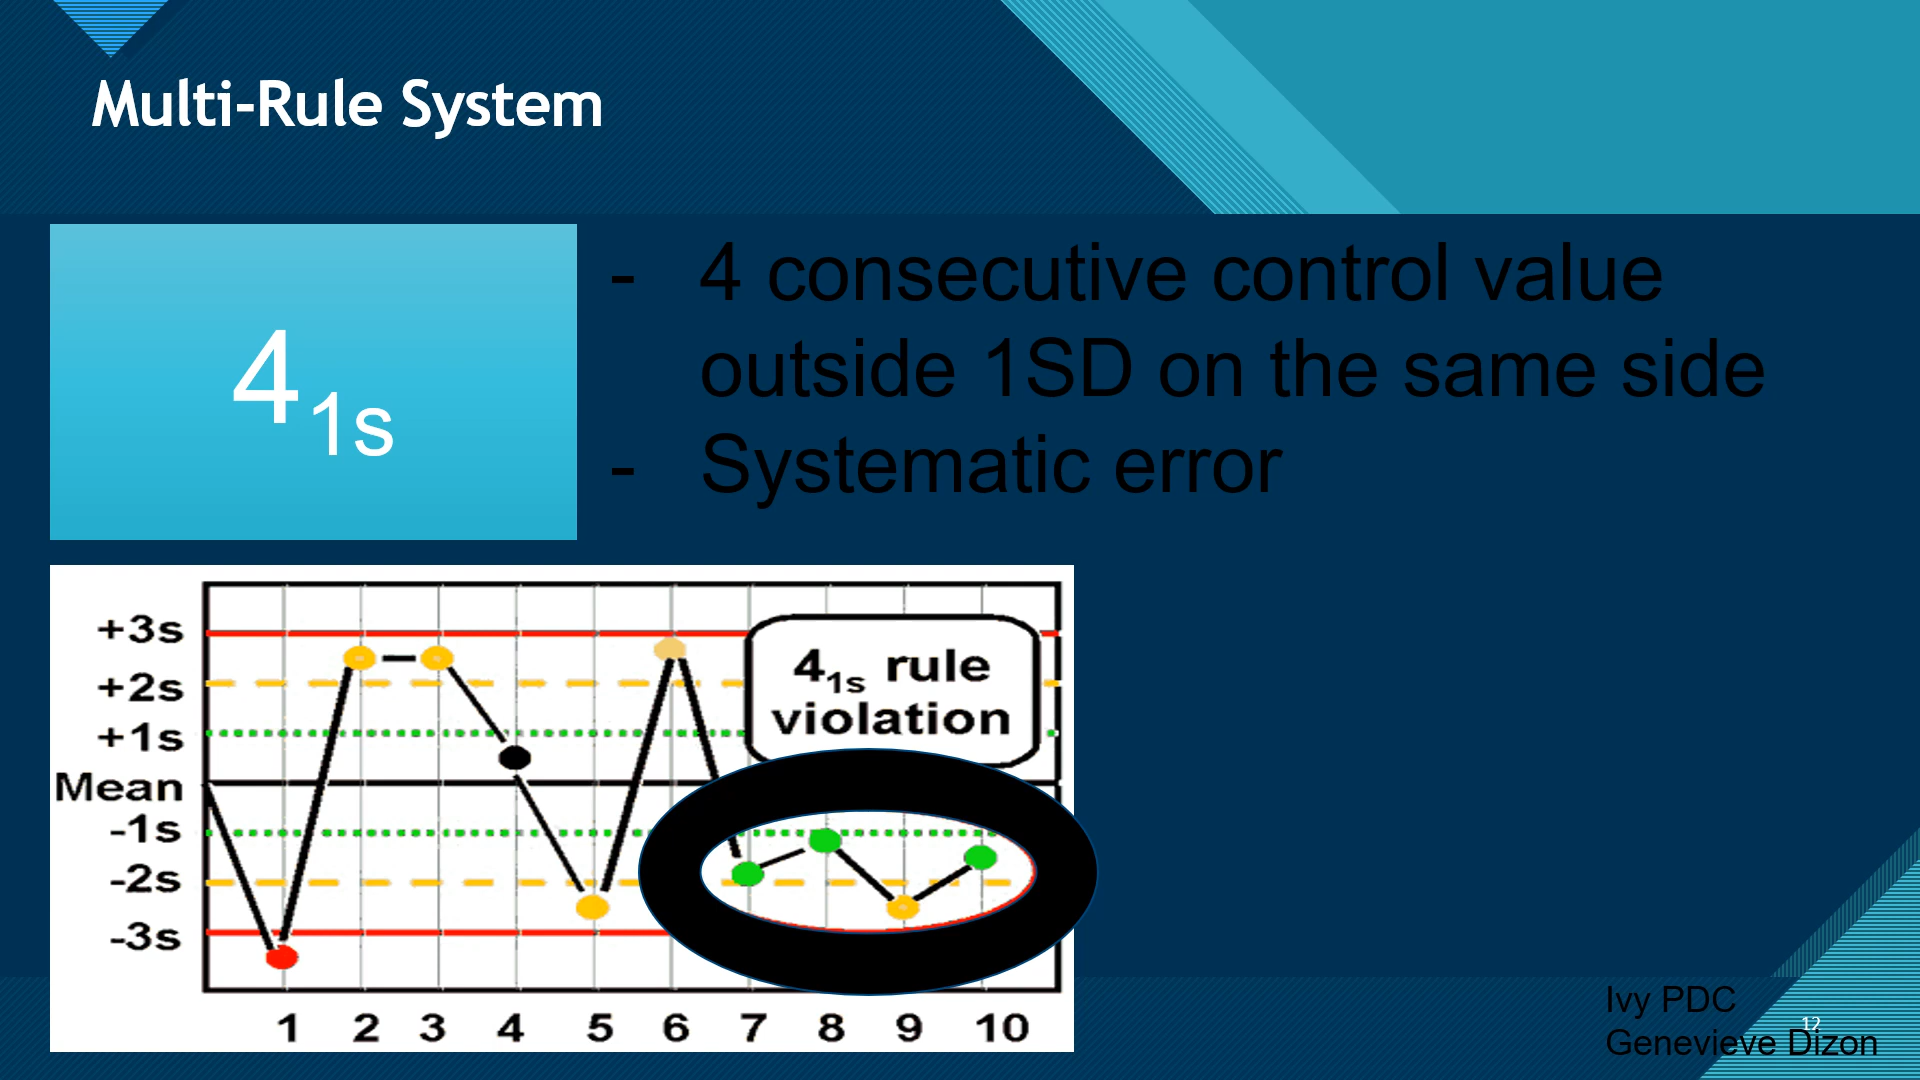 Multi-Rule System
4 1s
- 4 consecutive control value
outside 1SD on the same side
- Systematic error
+3s
+2s
+1s
Mean
-1s
-2s
-3s
4 1s rule
violation
1 2 3 4 5 6 7 8 9 10
Ivy PDC
12
Genevieve Dizon